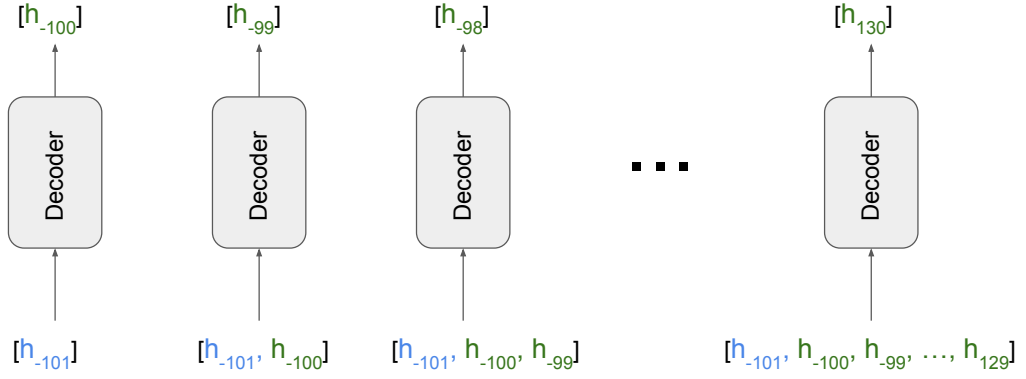 [h₋₁₀₀] [h₋₉₉] [h₋₉₈] [h₁₃₀]
Decoder Decoder Decoder ... Decoder
[h₋₁₀₁] [h₋₁₀₁, h₋₁₀₀] [h₋₁₀₁, h₋₁₀₀, h₋₉₉] [h₋₁₀₁, h₋₁₀₀, h₋₉₉, …, h₁₂₉]